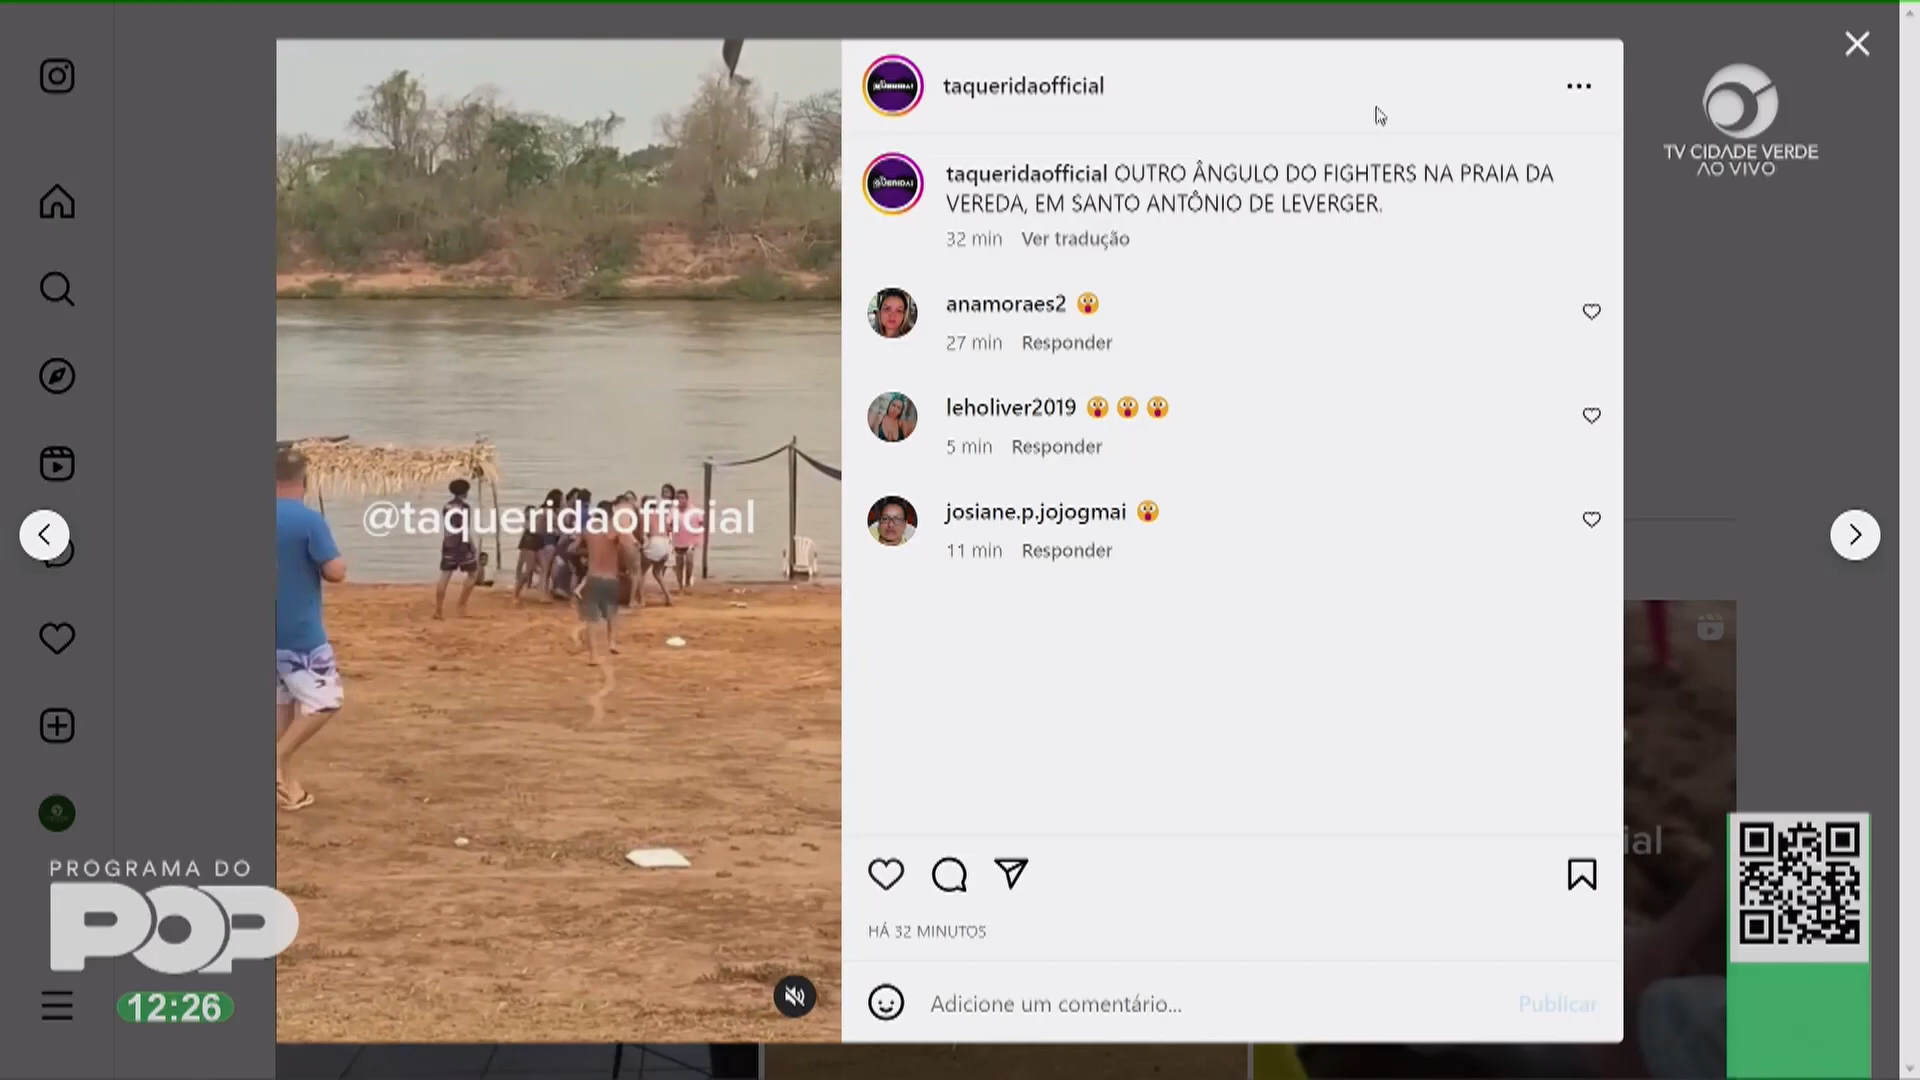 taqueridaofficial
TV CIDADE VERDE
AO VIVO
taqueridaofficial OUTRO ÂNGULO DO FIGHTERS NA PRAIA DA
VEREDA, EM SANTO ANTÔNIO DE LEVERGER.
32 min Ver tradução
anamoraes2 😲
27 min Responder
leholiver2019 😲😲😲
5 min Responder
@taqueridaofficial
josiane.p.jojogmai 😲
11 min Responder
ial
PROGRAMA DO
POP
12:26
HÁ 32 MINUTOS
Adicione um comentário...
Publicar